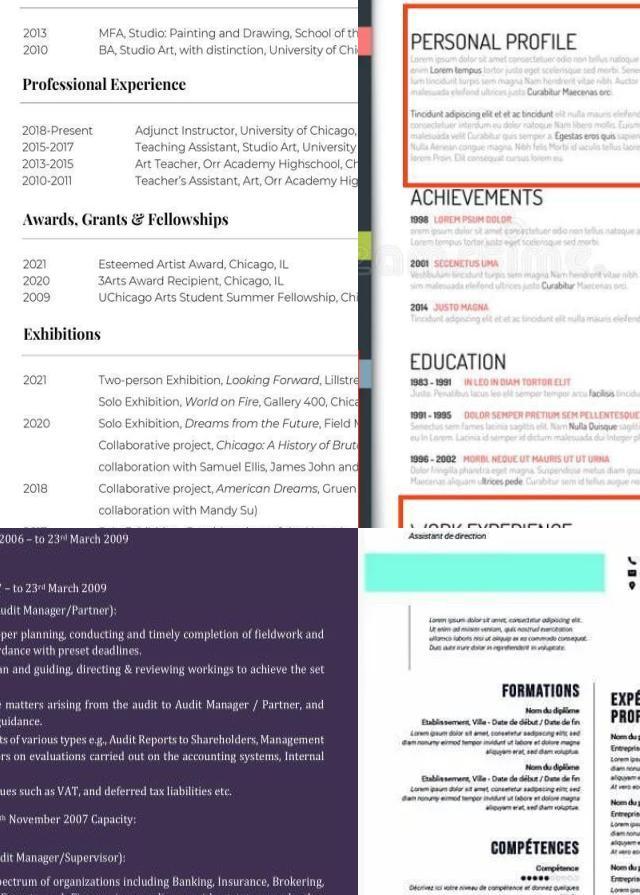 2013 MFA, Studio: Painting and Drawing, School of th
2010 BA, Studio Art, with distinction, University of Chi
Professional Experience
2018-Present Adjunct Instructor, University of Chicago,
2015-2017 Teaching Assistant, Studio Art, University
2013-2015 Art Teacher, Orr Academy Highschool, Ch
2010-2011 Teacher's Assistant, Art, Orr Academy Hig
Awards, Grants & Fellowships
2021 Esteemed Artist Award, Chicago, IL
2020 3Arts Award Recipient, Chicago, IL
2009 UChicago Arts Student Summer Fellowship, Chi
Exhibitions
2021 Two-person Exhibition, Looking Forward, Lillstre
Solo Exhibition, World on Fire, Gallery 400, Chica
2020 Solo Exhibition, Dreams from the Future, Field M
Collaborative project, Chicago: A History of Brut
collaboration with Samuel Ellis, James John and
2018 Collaborative project, American Dreams, Gruen
collaboration with Mandy Su)
PERSONAL PROFILE
Lorem ipsum dolor sit amet consectetuer odio non tellus natoque
enim Lorem tempus tortor justo eget scelerisque sed morbi. Sene
lum tincidunt turpis sem magna Nam hendrerit vitae nibh. Auctor
malesuada eleifend ultrices justo Curabitur Maecenas orci.
Tincidunt adipiscing elit et et ac tincidunt elit nulla mauris eleifend
consectetuer interdum eu dolor natoque Nam libero mollis. Euism
malesuada velit Curabitur quis semper a. Egestas eros quis sapien
Nulla Aenean congue magna. Nibh felis Morbi id iaculis tellus laore
lorem Proin. Elit consequat cursus lorem eu.
ACHIEVEMENTS
1998 LOREM PSUM DOLOR
orem ipsum dolor sit amet consectetuer odio non tellus natoque a
Lorem tempus tortor justo eget scelerisque sed morbi.
2001 SECENETUS UMA
Vestibulum tincidunt turpis sem magna Nam hendrerit vitae nibh.
sim malesuada eleifend ultrices justo Curabitur Maecenas orci.
2014 JUSTO MAGNA
Tincidunt adipiscing elit et et ac tincidunt elit nulla mauris eleifend
EDUCATION
1983 - 1991 IN LEO IN DIAM TORTOR ELIT
Justo. Penatibus lacus leo elit semper tempor arcu facilisis tincidu
1991 - 1995 DOLOR SEMPER PRETIUM SEM PELLENTESQUE
Senectus sem fames lacinia sagittis elit. Nam Nulla Quisque sagitti
eu In Lorem. Lacinia id semper id dictum malesuada dui Integer pl
1996 - 2002 MORBI. NEQUE UT MAURIS UT UT URNA
Dolor fringilla pharetra eget magna. Suspendisse metus diam ipsu
Maecenas aliquam ultrices pede. Curabitur sem id tellus augue nas
WORK EXPERIENCE
2006 – to 23rd March 2009
– to 23rd March 2009
udit Manager/Partner):
per planning, conducting and timely completion of fieldwork and
rdance with preset deadlines.
an and guiding, directing & reviewing workings to achieve the set
e matters arising from the audit to Audit Manager / Partner, and
guidance.
ts of various types e.g., Audit Reports to Shareholders, Management
rs on evaluations carried out on the accounting systems, Internal
ues such as VAT, and deferred tax liabilities etc.
th November 2007 Capacity:
dit Manager/Supervisor):
pectrum of organizations including Banking, Insurance, Brokering,
Assistant de direction
Lorem ipsum dolor sit amet, consectetur adipiscing elit,
Ut enim ad minim veniam, quis nostrud exercitation
ullamco laboris nisi ut aliquip ex ea commodo consequat.
Duis aute irure dolor in reprehenderit in voluptate.
FORMATIONS
Nom du diplôme
Etablissement, Ville - Date de début / Date de fin
Lorem ipsum dolor sit amet, consetetur sadipscing elitr, sed
diam nonumy eirmod tempor invidunt ut labore et dolore magna
aliquyam erat, sed diam voluptua.
Nom du diplôme
Etablissement, Ville - Date de début / Date de fin
Lorem ipsum dolor sit amet, consetetur sadipscing elitr, sed
diam nonumy eirmod tempor invidunt ut labore et dolore magna
aliquyam erat, sed diam voluptua.
COMPÉTENCES
Compétence
Décrivez ici votre niveau de compétence et donnez quelques
EXPÉ
PROF
Nom du p
Entrepris
Lorem ips
diam nonu
aliquyam e
At vero eo
Nom du p
Entrepris
Lorem ips
diam nonu
aliquyam e
At vero eo
Nom du p
Entrepris
Lorem ips